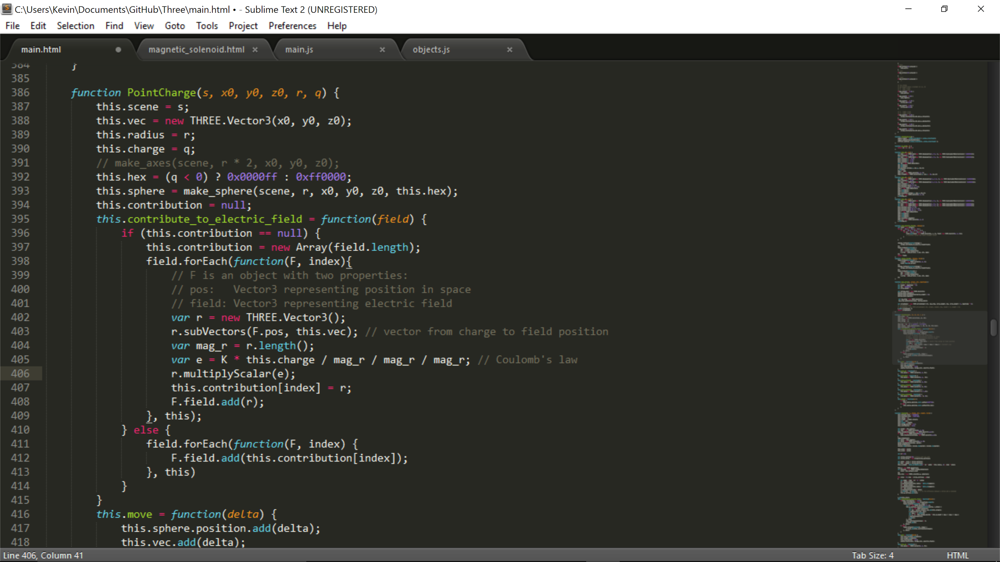 C:\Users\Kevin\Documents\GitHub\Three\main.html • - Sublime Text 2 (UNREGISTERED)
File Edit Selection Find View Goto Tools Project Preferences Help
main.html magnetic_solenoid.html × main.js × objects.js ×
384 }
385
386 function PointCharge(s, x0, y0, z0, r, q) {
387 this.scene = s;
388 this.vec = new THREE.Vector3(x0, y0, z0);
389 this.radius = r;
390 this.charge = q;
391 // make_axes(scene, r * 2, x0, y0, z0);
392 this.hex = (q < 0) ? 0x0000ff : 0xff0000;
393 this.sphere = make_sphere(scene, r, x0, y0, z0, this.hex);
394 this.contribution = null;
395 this.contribute_to_electric_field = function(field) {
396 if (this.contribution == null) {
397 this.contribution = new Array(field.length);
398 field.forEach(function(F, index){
399 // F is an object with two properties:
400 // pos:   Vector3 representing position in space
401 // field: Vector3 representing electric field
402 var r = new THREE.Vector3();
403 r.subVectors(F.pos, this.vec); // vector from charge to field position
404 var mag_r = r.length();
405 var e = K * this.charge / mag_r / mag_r / mag_r; // Coulomb's law
406 r.multiplyScalar(e);
407 this.contribution[index] = r;
408 F.field.add(r);
409 }, this);
410 } else {
411 field.forEach(function(F, index) {
412 F.field.add(this.contribution[index]);
413 }, this)
414 }
415 }
416 this.move = function(delta) {
417 this.sphere.position.add(delta);
418 this.vec.add(delta);
Line 406, Column 41 Tab Size: 4 HTML